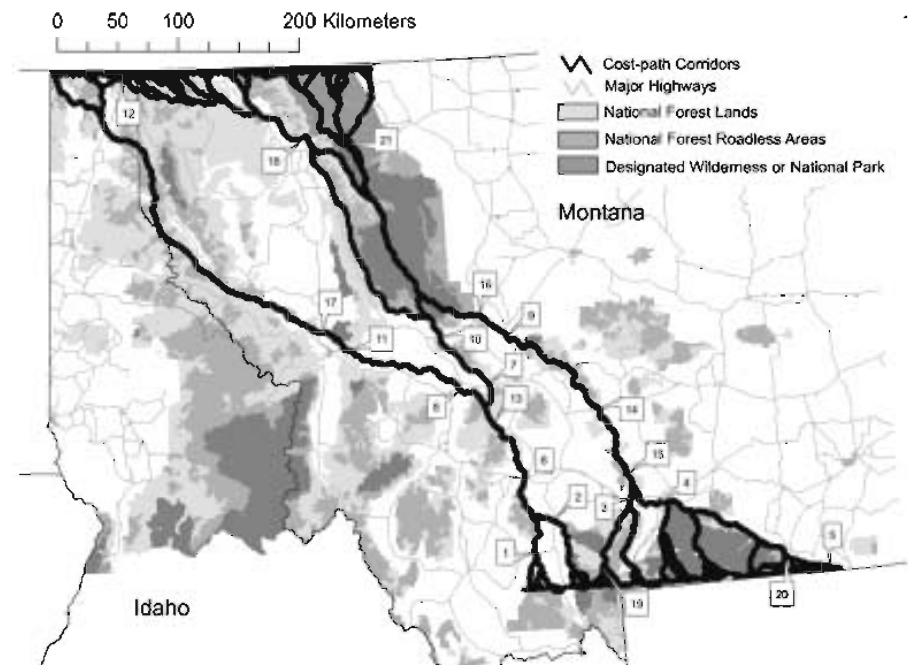 0 50 100 200 Kilometers
Cost-path Corridors
Major Highways
National Forest Lands
National Forest Roadless Areas
Designated Wilderness or National Park
12
18
21
Montana
16
17
9
11
10
7
8
13
14
15
6
4
2
3
1
5
19
20
Idaho